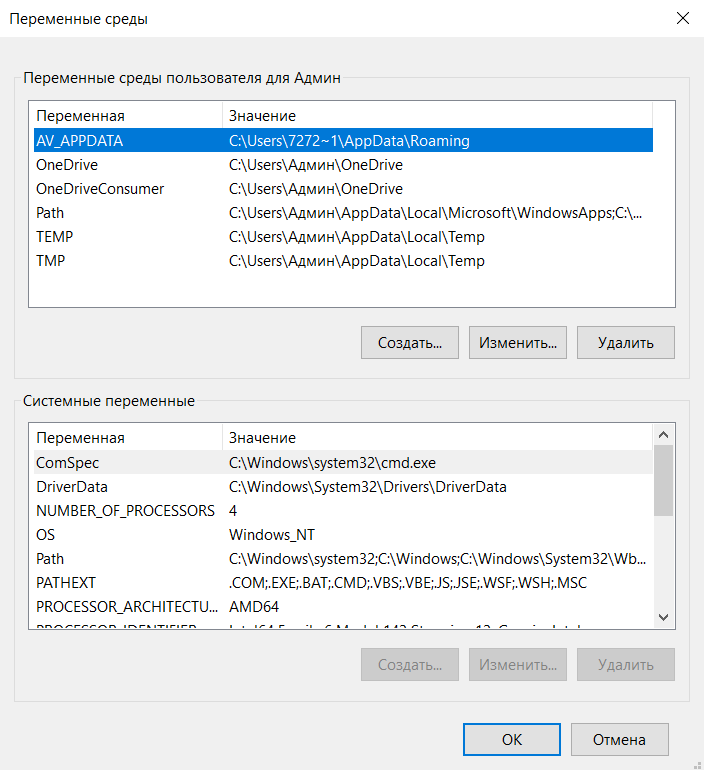 Переменные среды
Переменные среды пользователя для Админ
Переменная Значение
AV_APPDATA C:\Users\7272~1\AppData\Roaming
OneDrive C:\Users\Админ\OneDrive
OneDriveConsumer C:\Users\Админ\OneDrive
Path C:\Users\Админ\AppData\Local\Microsoft\WindowsApps;C:\...
TEMP C:\Users\Админ\AppData\Local\Temp
TMP C:\Users\Админ\AppData\Local\Temp
Создать... Изменить... Удалить
Системные переменные
Переменная Значение
ComSpec C:\Windows\system32\cmd.exe
DriverData C:\Windows\System32\Drivers\DriverData
NUMBER_OF_PROCESSORS 4
OS Windows_NT
Path C:\Windows\system32;C:\Windows;C:\Windows\System32\Wb...
PATHEXT .COM;.EXE;.BAT;.CMD;.VBS;.VBE;.JS;.JSE;.WSF;.WSH;.MSC
PROCESSOR_ARCHITECTU... AMD64
Создать... Изменить... Удалить
OK Отмена